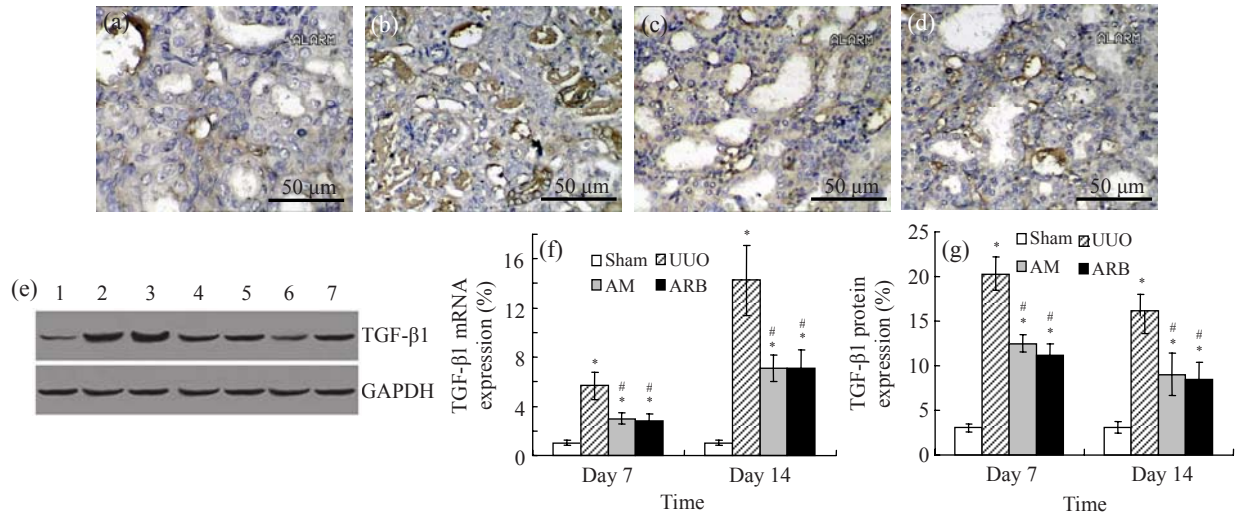 (a)
ALARM
50 μm
(b)
50 μm
(c)
ALARM
50 μm
(d)
ALARM
50 μm
(e)
1 2 3 4 5 6 7
TGF-β1
GAPDH
(f)
Sham UUO
AM ARB
TGF-β1 mRNA
expression (%)
16
12
8
4
0
*
#
*
#
*
*
#
*
#
*
Day 7 Day 14
Time
(g)
Sham UUO
AM ARB
TGF-β1 protein
expression (%)
25
20
15
10
5
0
*
#
*
#
*
*
#
*
#
*
Day 7 Day 14
Time